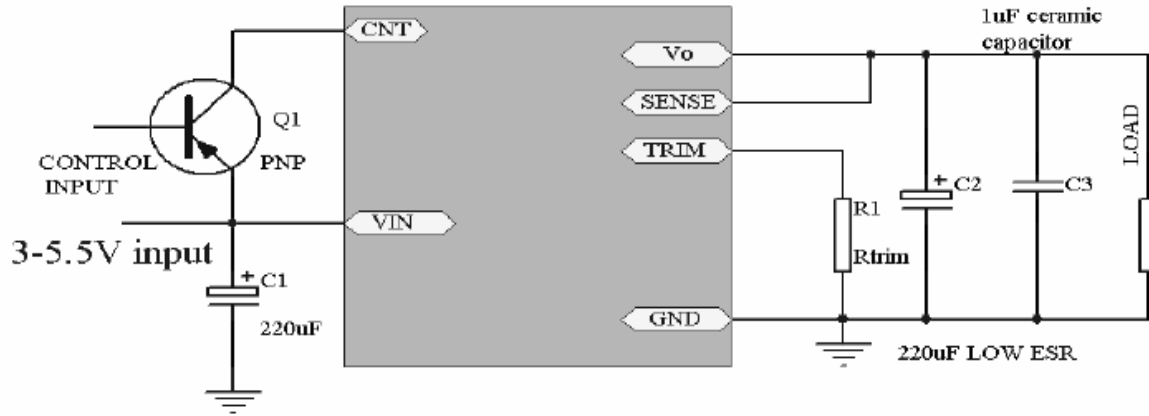 CNT
1uF ceramic
capacitor
Vo
SENSE
Q1
CONTROL
INPUT
PNP
TRIM
LOAD
C2
C3
R1
VIN
3-5.5V input
Rtrim
C1
220uF
GND
220uF LOW ESR